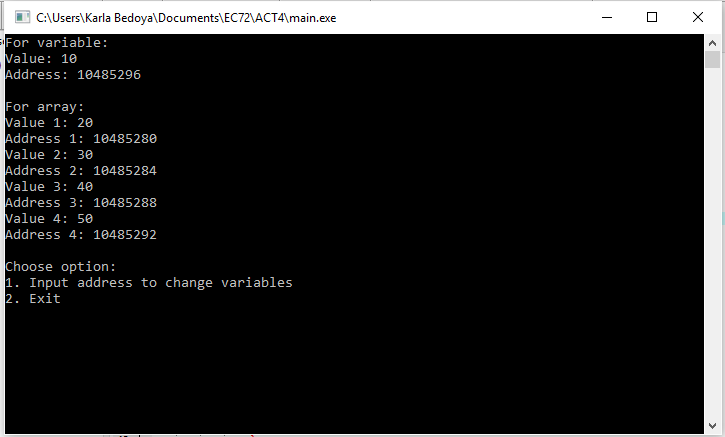 C:\Users\Karla Bedoya\Documents\EC72\ACT4\main.exe
For variable:
Value: 10
Address: 10485296
For array:
Value 1: 20
Address 1: 10485280
Value 2: 30
Address 2: 10485284
Value 3: 40
Address 3: 10485288
Value 4: 50
Address 4: 10485292
Choose option:
1. Input address to change variables
2. Exit